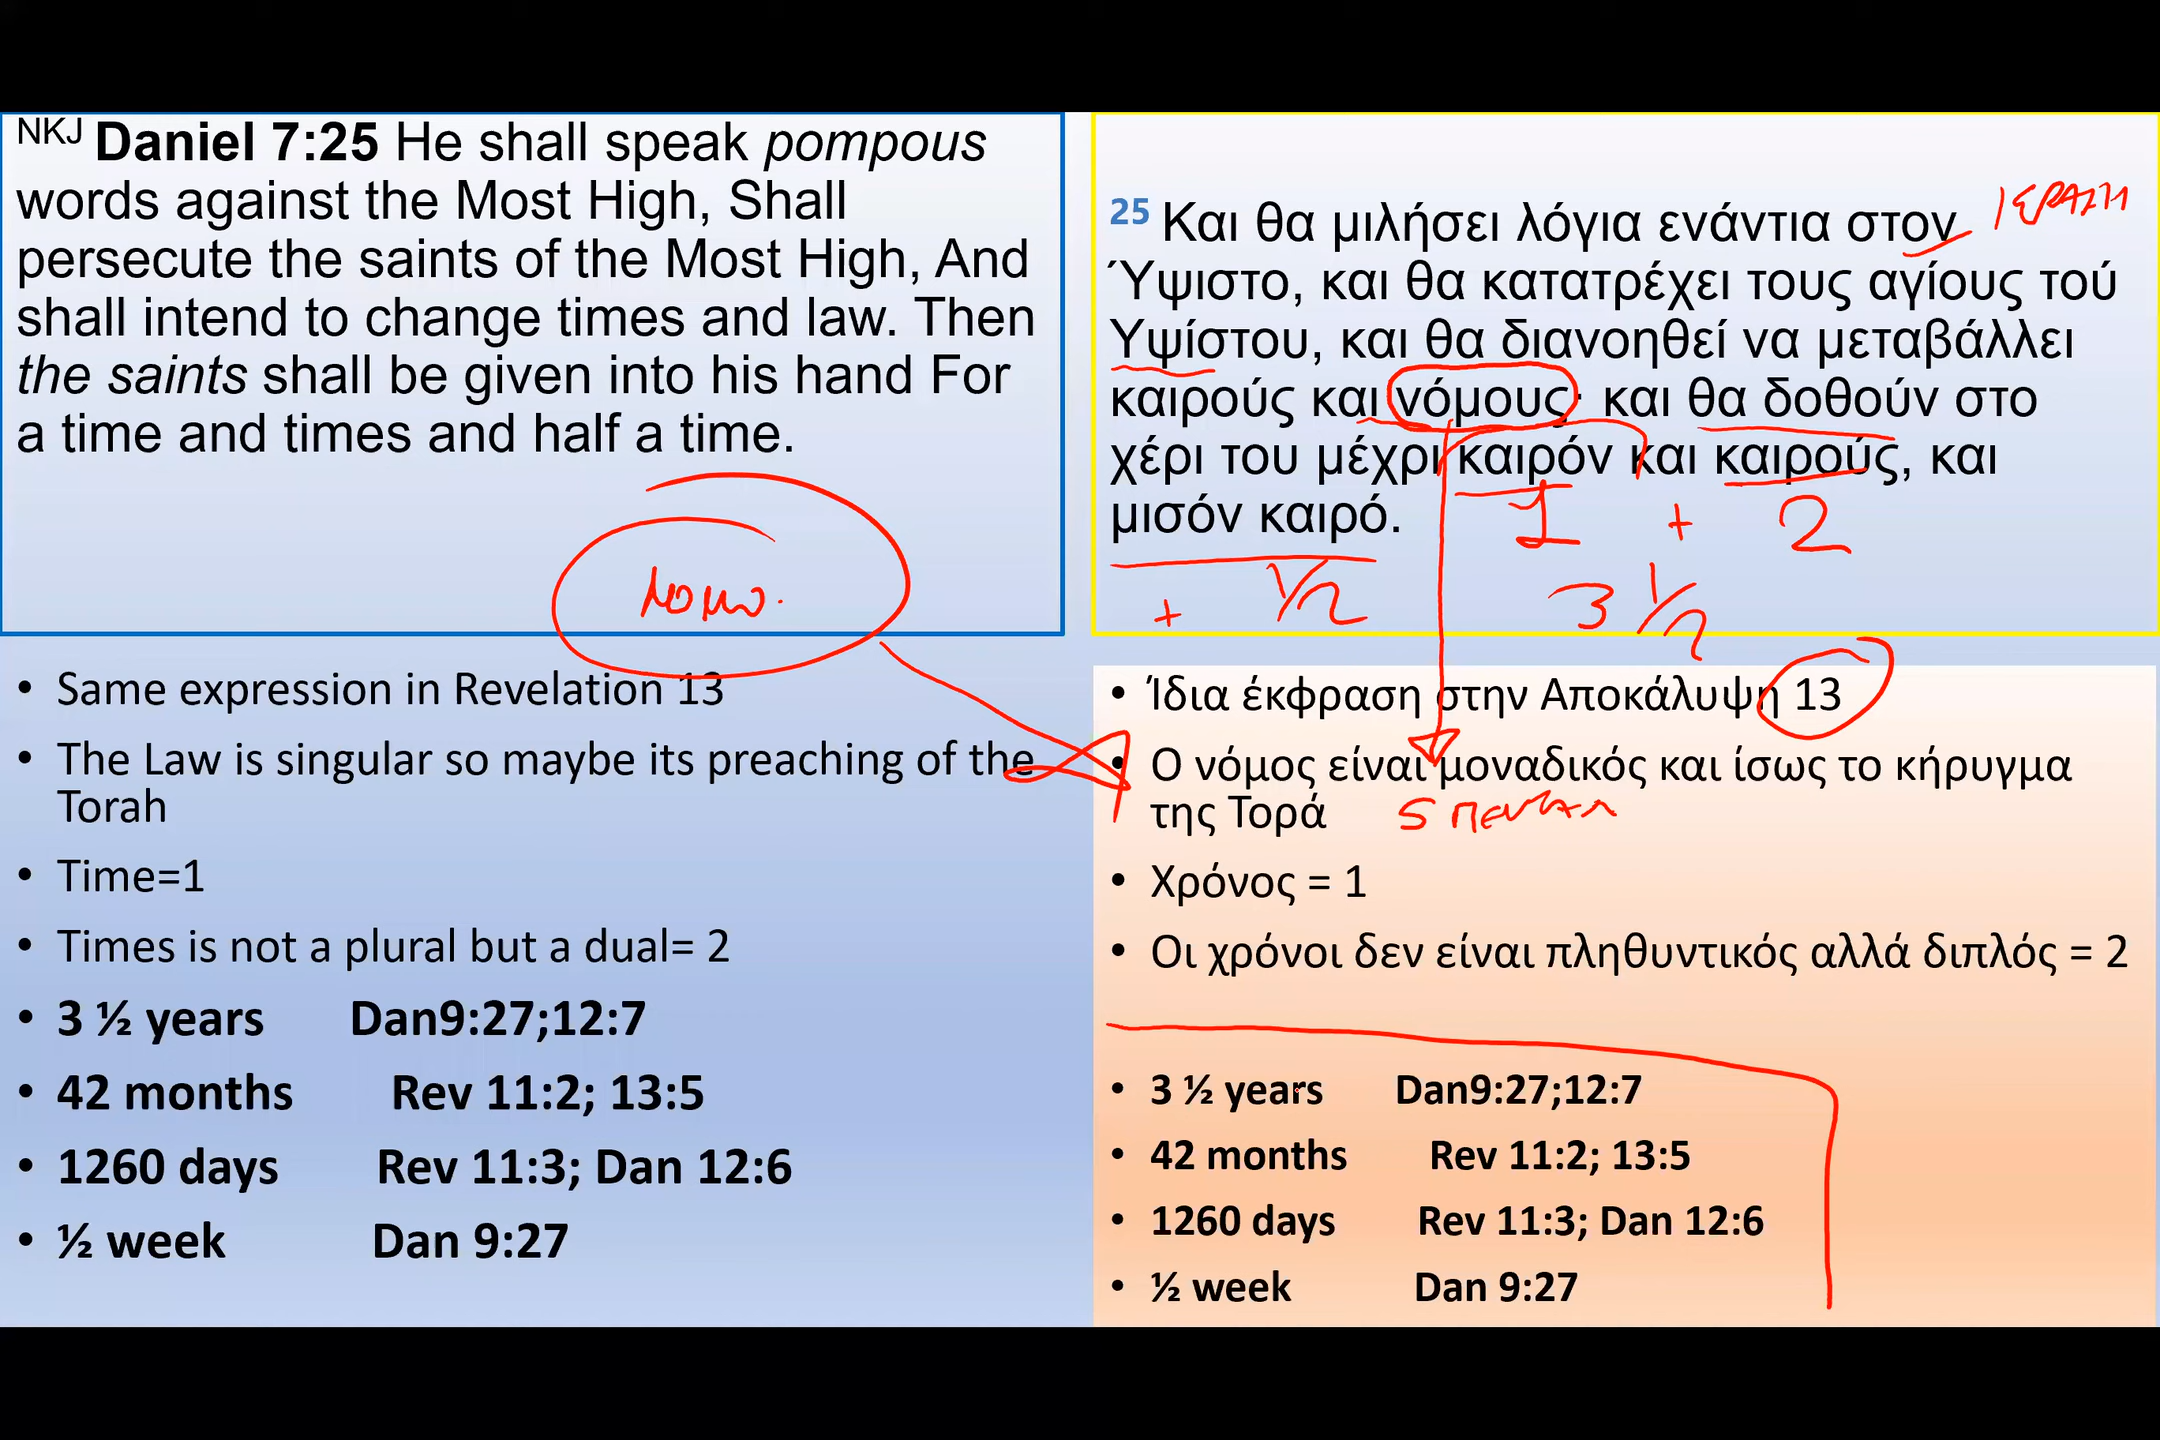 NKJ Daniel 7:25 He shall speak pompous
words against the Most High, Shall
persecute the saints of the Most High, And
shall intend to change times and law. Then
the saints shall be given into his hand For
a time and times and half a time.
• Same expression in Revelation 13
• The Law is singular so maybe its preaching of the
Torah
• Time=1
• Times is not a plural but a dual= 2
• 3 ½ years Dan9:27;12:7
• 42 months Rev 11:2; 13:5
• 1260 days Rev 11:3; Dan 12:6
• ½ week Dan 9:27
25 Και θα μιλήσει λόγια ενάντια στον
Ύψιστο, και θα κατατρέχει τους αγίους τού
Υψίστου, και θα διανοηθεί να μεταβάλλει
καιρούς και νόμους· και θα δοθούν στο
χέρι του μέχρι καιρόν και καιρούς, και
μισόν καιρό.
1 + 2
+ 1/2
3 1/2
• Ίδια έκφραση στην Αποκάλυψη 13
• Ο νόμος είναι μοναδικός και ίσως το κήρυγμα
της Τορά
• Χρόνος = 1
• Οι χρόνοι δεν είναι πληθυντικός αλλά διπλός = 2
• 3 ½ years Dan9:27;12:7
• 42 months Rev 11:2; 13:5
• 1260 days Rev 11:3; Dan 12:6
• ½ week Dan 9:27